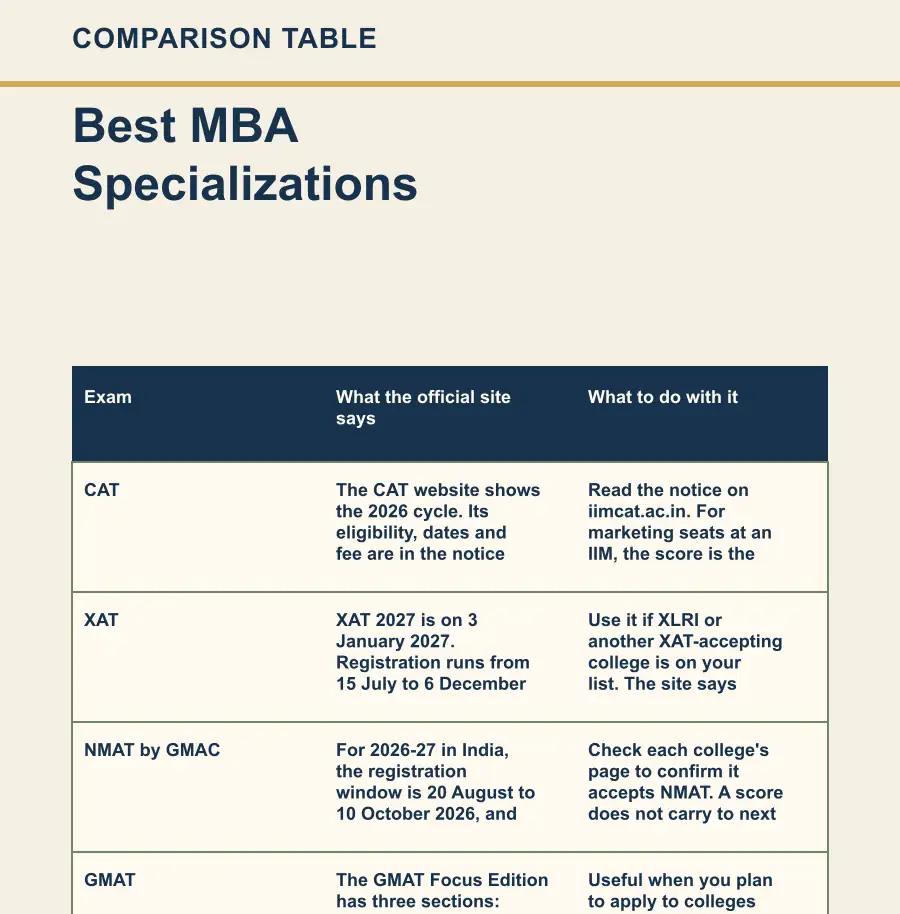 COMPARISON TABLE
Best MBA
Specializations
Exam
What the official site
says
What to do with it
CAT
The CAT website shows
the 2026 cycle. Its
eligibility, dates and
fee are in the notice
Read the notice on
iimcat.ac.in. For
marketing seats at an
IIM, the score is the
XAT
XAT 2027 is on 3
January 2027.
Registration runs from
15 July to 6 December
Use it if XLRI or
another XAT-accepting
college is on your
list. The site says
NMAT by GMAC
For 2026-27 in India,
the registration
window is 20 August to
10 October 2026, and
Check each college's
page to confirm it
accepts NMAT. A score
does not carry to next
GMAT
The GMAT Focus Edition
has three sections:
Useful when you plan
to apply to colleges